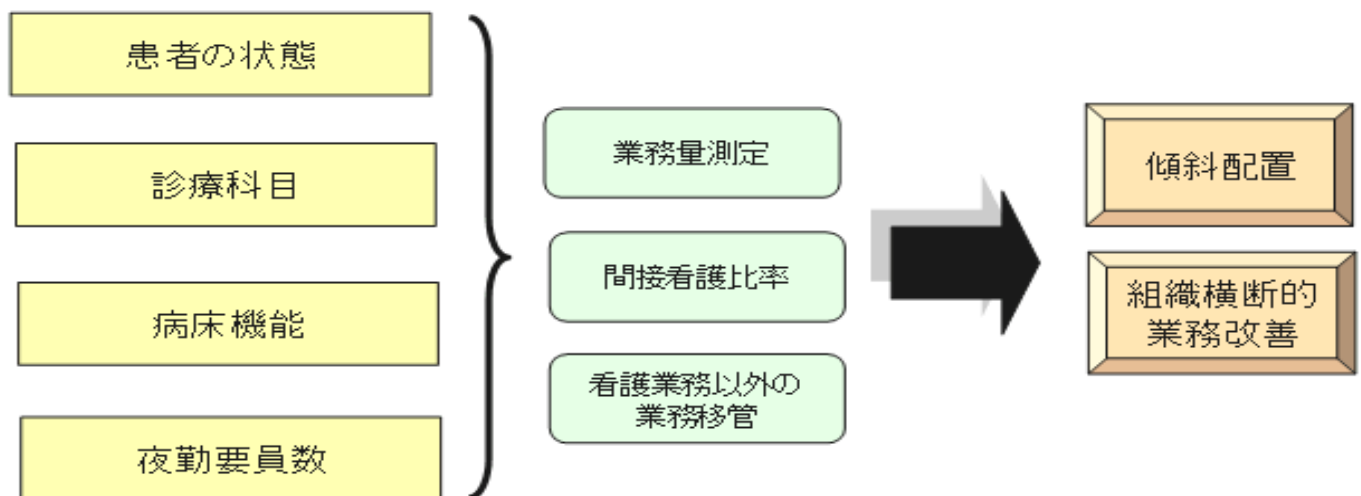 患者の状態
診療科目
病床機能
夜勤要員数
業務量測定
間接看護比率
看護業務以外の
業務移管
傾斜配置
組織横断的
業務改善